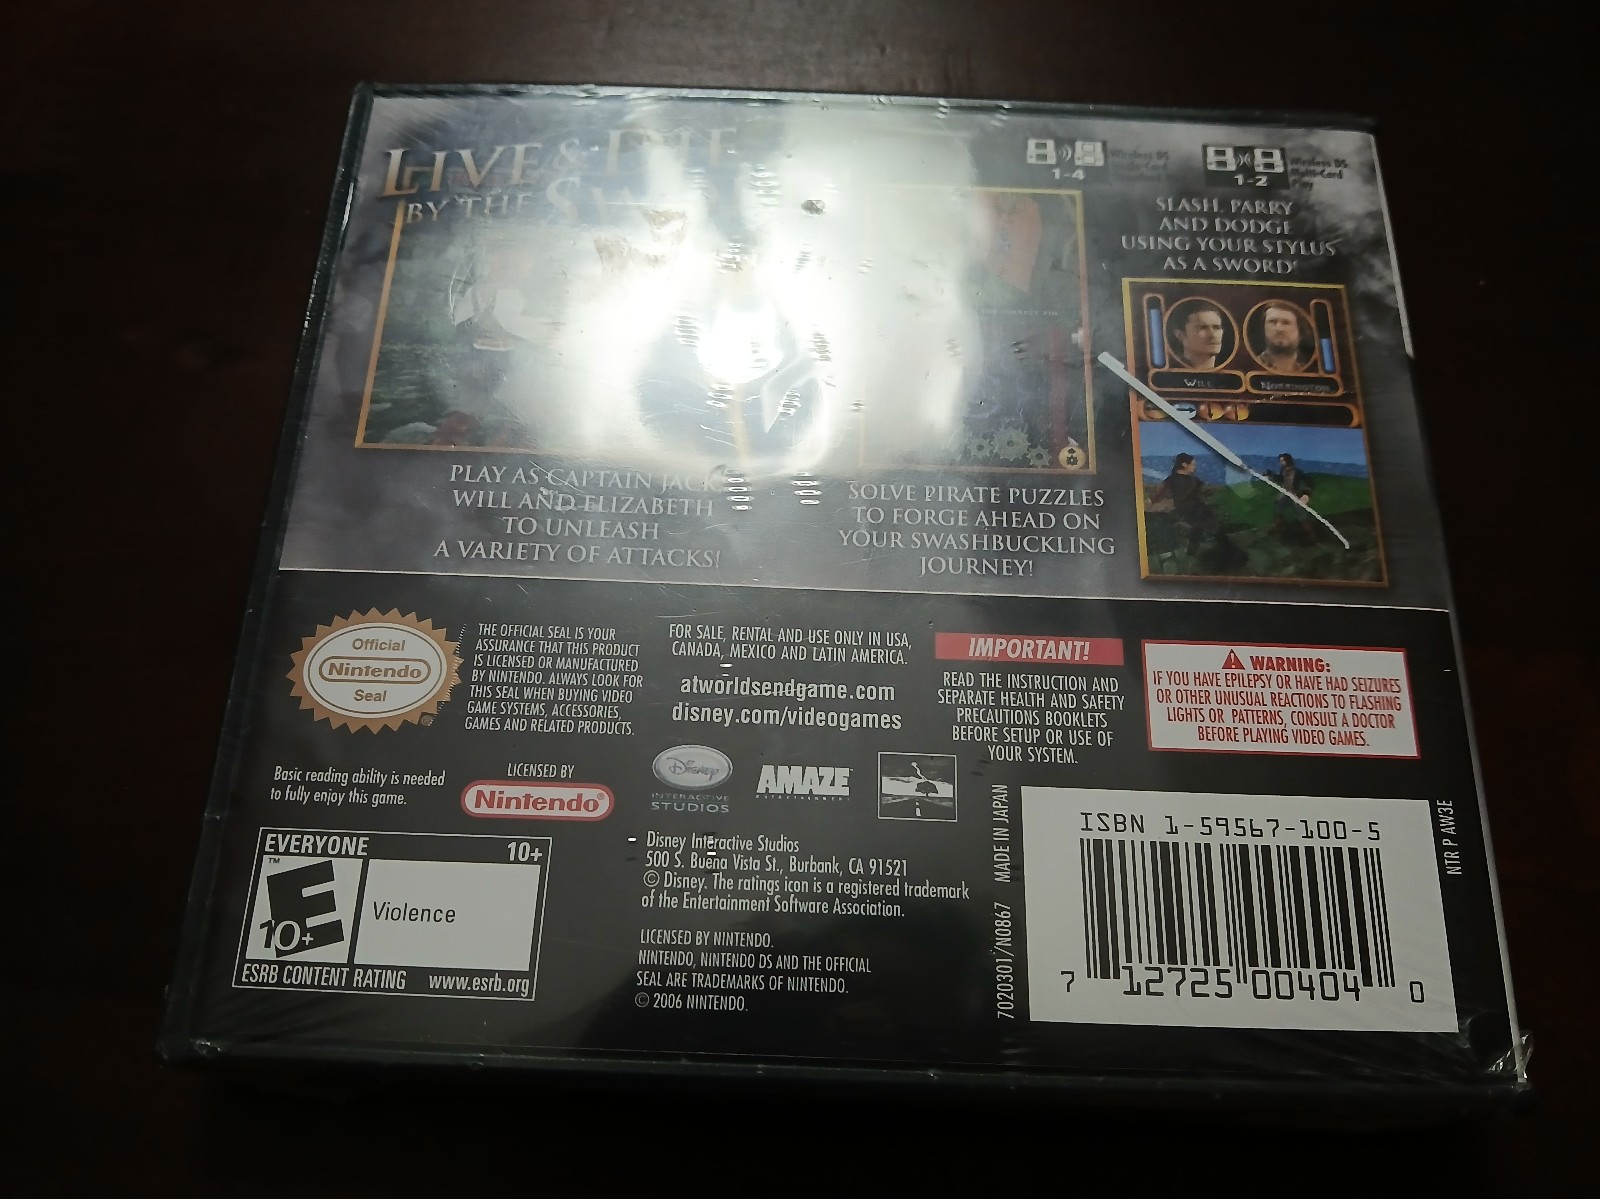 LIVE & DIE
BY THE
1-4
Wireless DS
1-2
Wireless DS
Multi-Card
Play
SLASH, PARRY
AND DODGE
USING YOUR STYLUS
AS A SWORD!
WILL
NORRINGTON
PLAY AS CAPTAIN JACK,
WILL AND ELIZABETH
TO UNLEASH
A VARIETY OF ATTACKS!
SOLVE PIRATE PUZZLES
TO FORGE AHEAD ON
YOUR SWASHBUCKLING
JOURNEY!
Official
Nintendo
Seal
THE OFFICIAL SEAL IS YOUR
ASSURANCE THAT THIS PRODUCT
IS LICENSED OR MANUFACTURED
BY NINTENDO. ALWAYS LOOK FOR
THIS SEAL WHEN BUYING VIDEO
GAME SYSTEMS, ACCESSORIES,
GAMES AND RELATED PRODUCTS.
FOR SALE, RENTAL AND USE ONLY IN USA,
CANADA, MEXICO AND LATIN AMERICA.
atworldsendgame.com
disney.com/videogames
IMPORTANT!
READ THE INSTRUCTION AND
SEPARATE HEALTH AND SAFETY
PRECAUTIONS BOOKLETS
BEFORE SETUP OR USE OF
YOUR SYSTEM.
WARNING:
IF YOU HAVE EPILEPSY OR HAVE HAD SEIZURES
OR OTHER UNUSUAL REACTIONS TO FLASHING
LIGHTS OR PATTERNS, CONSULT A DOCTOR
BEFORE PLAYING VIDEO GAMES.
Basic reading ability is needed
to fully enjoy this game.
LICENSED BY
Nintendo®
Disney
INTERACTIVE
STUDIOS
AMAZE
ENTERTAINMENT
EVERYONE 10+
™
E
10+
Violence
ESRB CONTENT RATING www.esrb.org
Disney Interactive Studios
500 S. Buena Vista St., Burbank, CA 91521
© Disney. The ratings icon is a registered trademark
of the Entertainment Software Association.
LICENSED BY NINTENDO.
NINTENDO, NINTENDO DS AND THE OFFICIAL
SEAL ARE TRADEMARKS OF NINTENDO.
© 2006 NINTENDO.
7020301/N0867 MADE IN JAPAN
ISBN 1-59567-100-5
7 12725 00404 0
NTR P AW3E